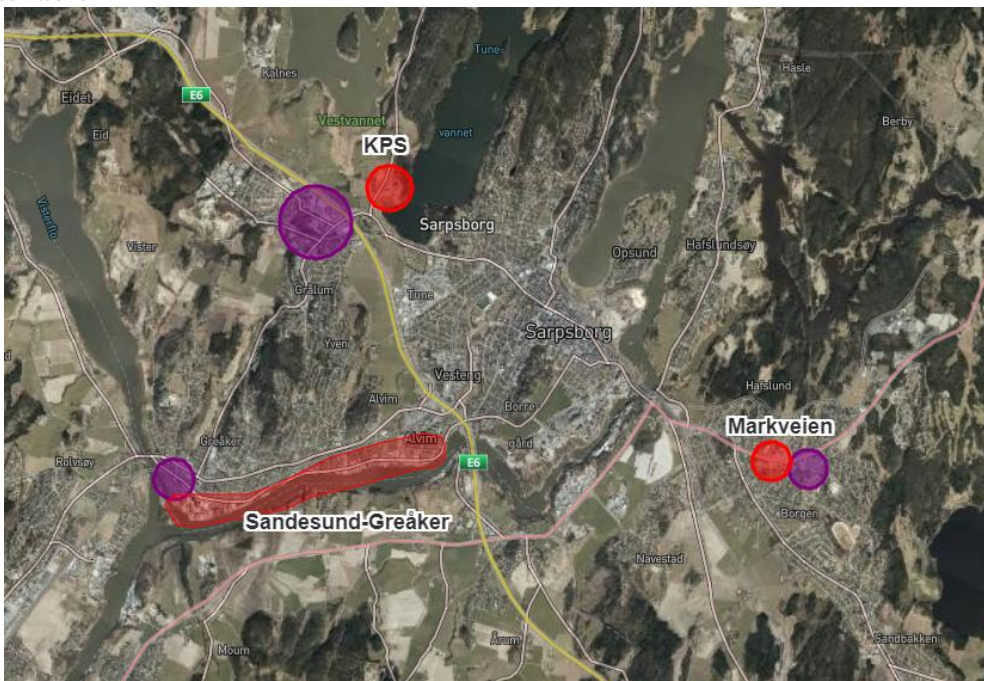 Tune-
Kalnes
Hasle
Eidet
E6
Vestvannet
Berby
vannet
Eid
KPS
Visterflo
Sarpsborg
Opsund
Hafslundsøy
Vister
Grålum
Tune
Sarpsborg
Yven
Vesteng
Hafslund
Alvim
Borre-
gård
Markveien
Alvim
Greåker
Rolvsøy
E6
Borgen
Sandesund-Greåker
Navestad
Årum
Moum
Sandbakken